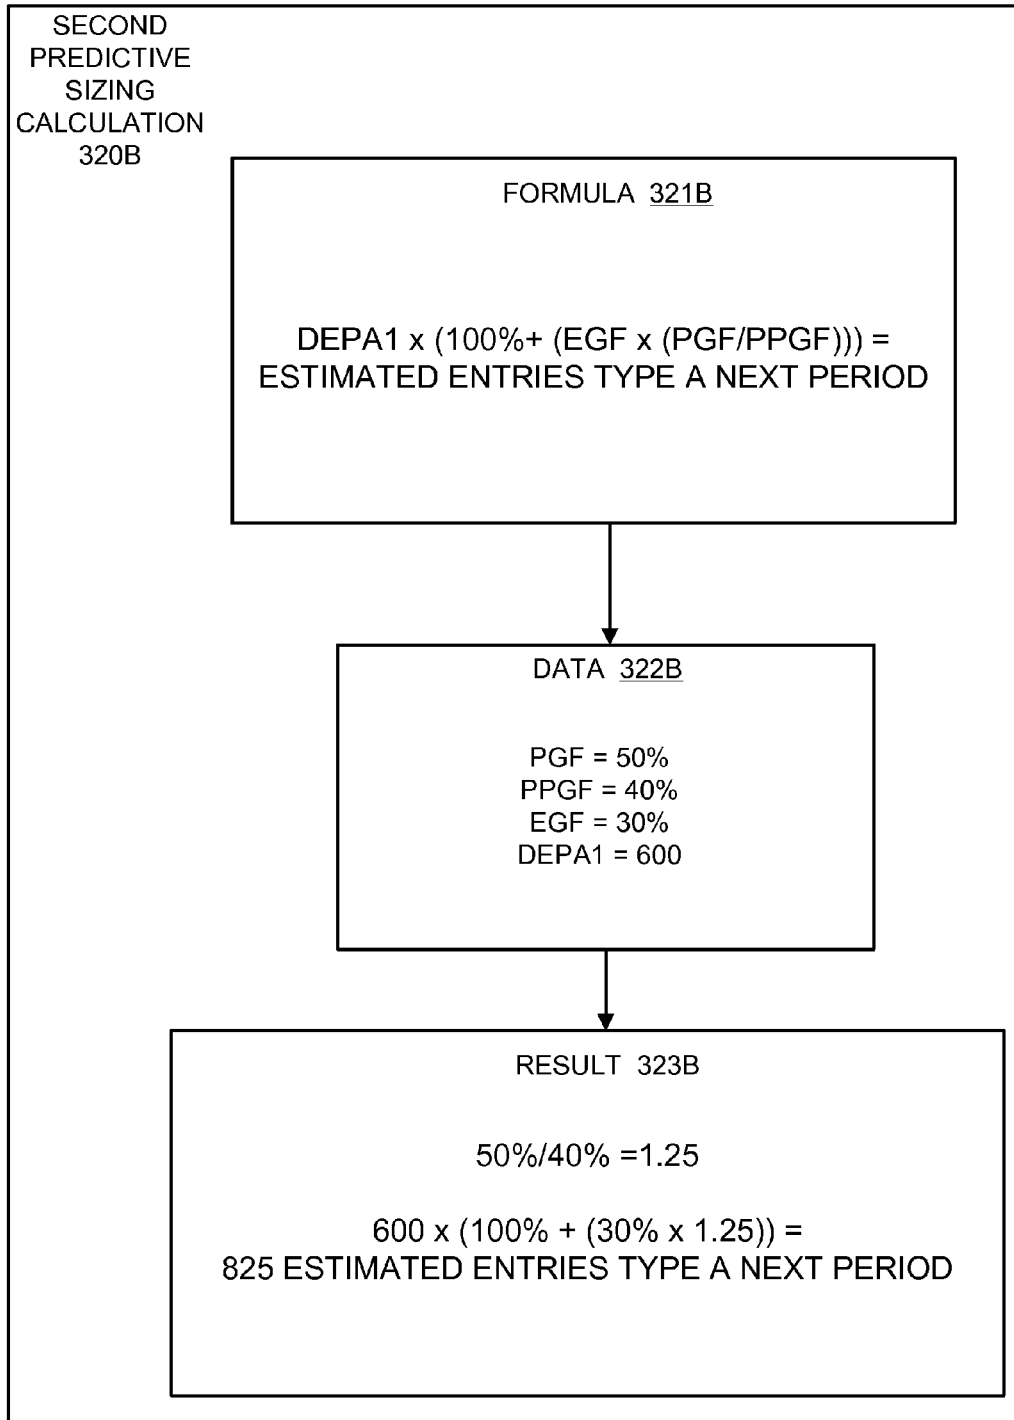 SECOND
PREDICTIVE
SIZING
CALCULATION
320B
FORMULA 321B
DEPA1 x (100%+ (EGF x (PGF/PPGF))) =
ESTIMATED ENTRIES TYPE A NEXT PERIOD
DATA 322B
PGF = 50%
PPGF = 40%
EGF = 30%
DEPA1 = 600
RESULT 323B
50%/40% =1.25
600 x (100% + (30% x 1.25)) =
825 ESTIMATED ENTRIES TYPE A NEXT PERIOD